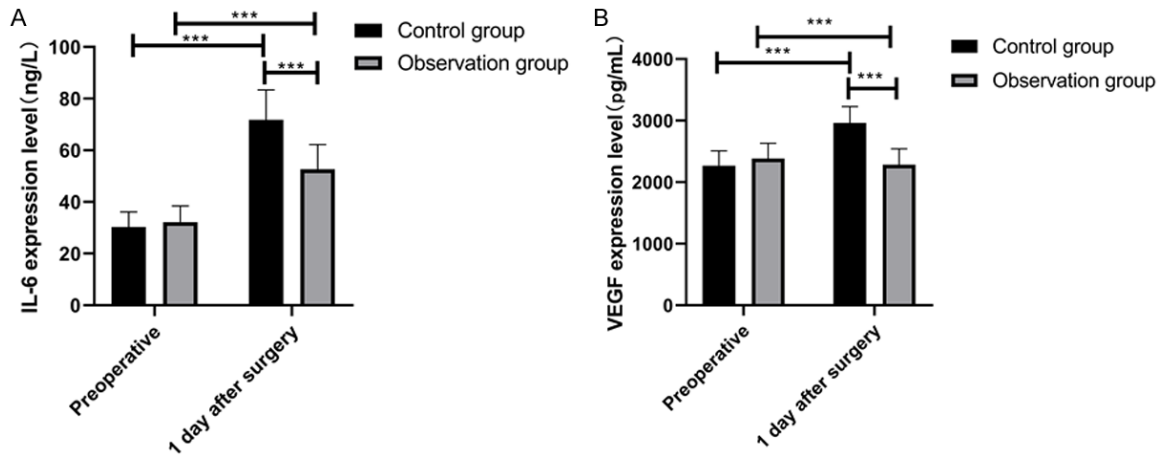 A
***
***
***
Control group
Observation group
IL-6 expression level(ng/L)
100
80
60
40
20
0
Preoperative
1 day after surgery
B
***
***
***
Control group
Observation group
VEGF expression level(pg/mL)
4000
3000
2000
1000
0
Preoperative
1 day after surgery